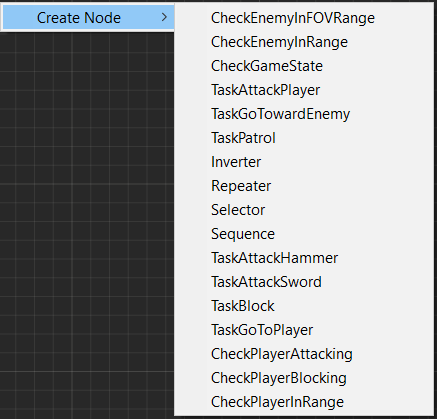 Create Node
CheckEnemyInFOVRange
CheckEnemyInRange
CheckGameState
TaskAttackPlayer
TaskGoTowardEnemy
TaskPatrol
Inverter
Repeater
Selector
Sequence
TaskAttackHammer
TaskAttackSword
TaskBlock
TaskGoToPlayer
CheckPlayerAttacking
CheckPlayerBlocking
CheckPlayerInRange